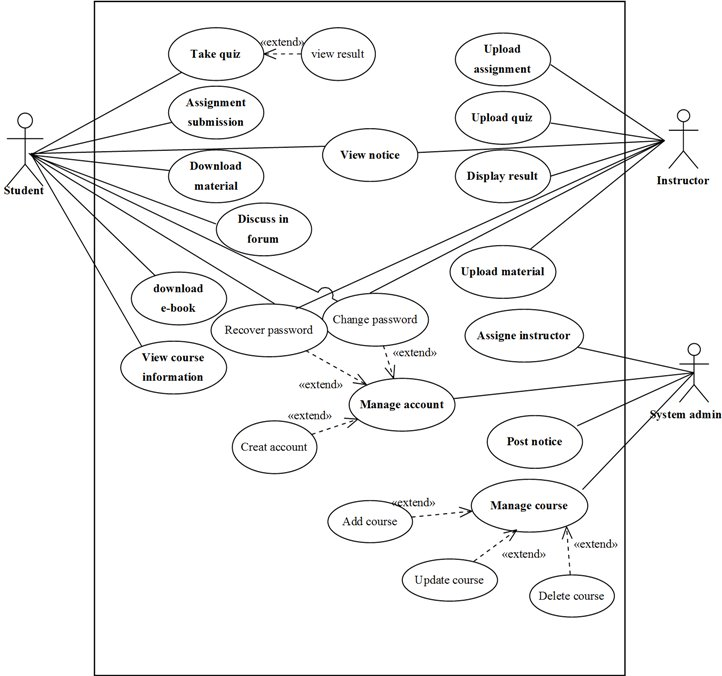 Take quiz
«extend»
view result
Upload
assignment
Assignment
submission
Upload quiz
View notice
Download
material
Display result
Student
Instructor
Discuss in
forum
Upload material
download
e-book
Recover password
Change password
Assigne instructor
«extend»
View course
information
«extend»
Manage account
System admin
«extend»
Creat account
Post notice
«extend»
Manage course
Add course
«extend»
«extend»
Update course
Delete course